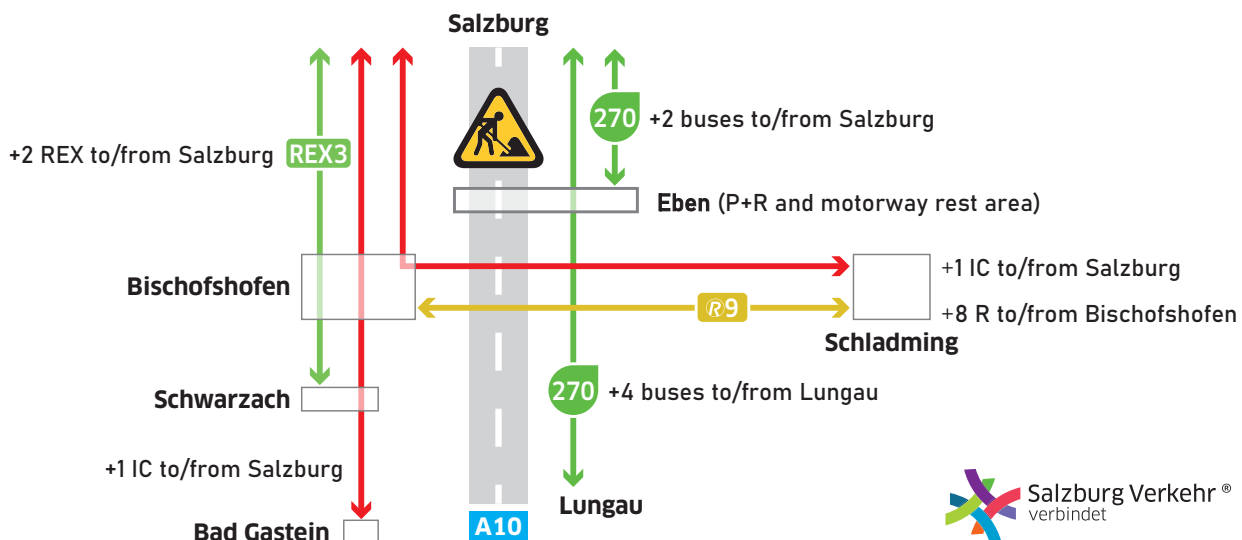 Salzburg
270 +2 buses to/from Salzburg
+2 REX to/from Salzburg REX3
Eben (P+R and motorway rest area)
Bischofshofen
+1 IC to/from Salzburg
R9
+8 R to/from Bischofshofen
Schladming
Schwarzach
270 +4 buses to/from Lungau
+1 IC to/from Salzburg
Lungau
Bad Gastein
A10
Salzburg Verkehr ®
verbindet